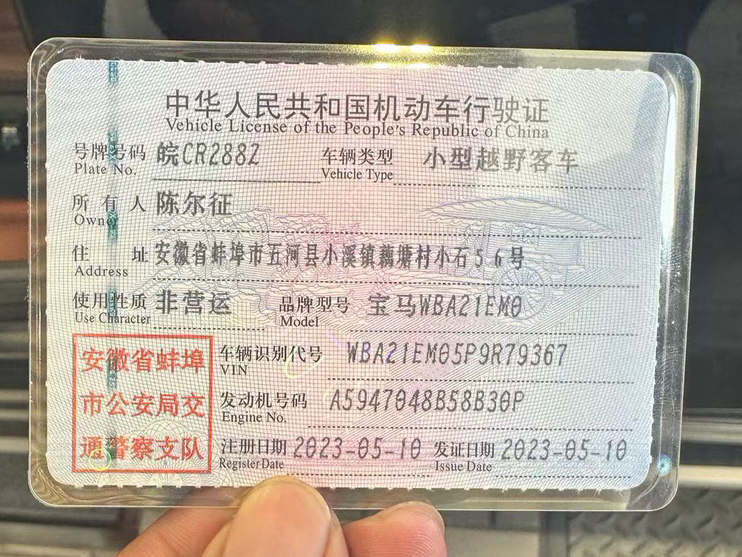 中华人民共和国机动车行驶证
Vehicle License of the People's Republic of China
号牌号码 皖CR288Z 车辆类型 小型越野客车
Plate No. Vehicle Type
所有人 陈尔征
Owner
住址 安徽省蚌埠市五河县小溪镇藕塘村小石56号
Address
使用性质 非营运 品牌型号 宝马WBA21EM0
Use Character Model
安徽省蚌埠
市公安局交
通警察支队
车辆识别代号 WBA21EM05P9R79367
VIN
发动机号码 A5947048B58B30P
Engine No.
注册日期 2023-05-10 发证日期 2023-05-10
Register Date Issue Date